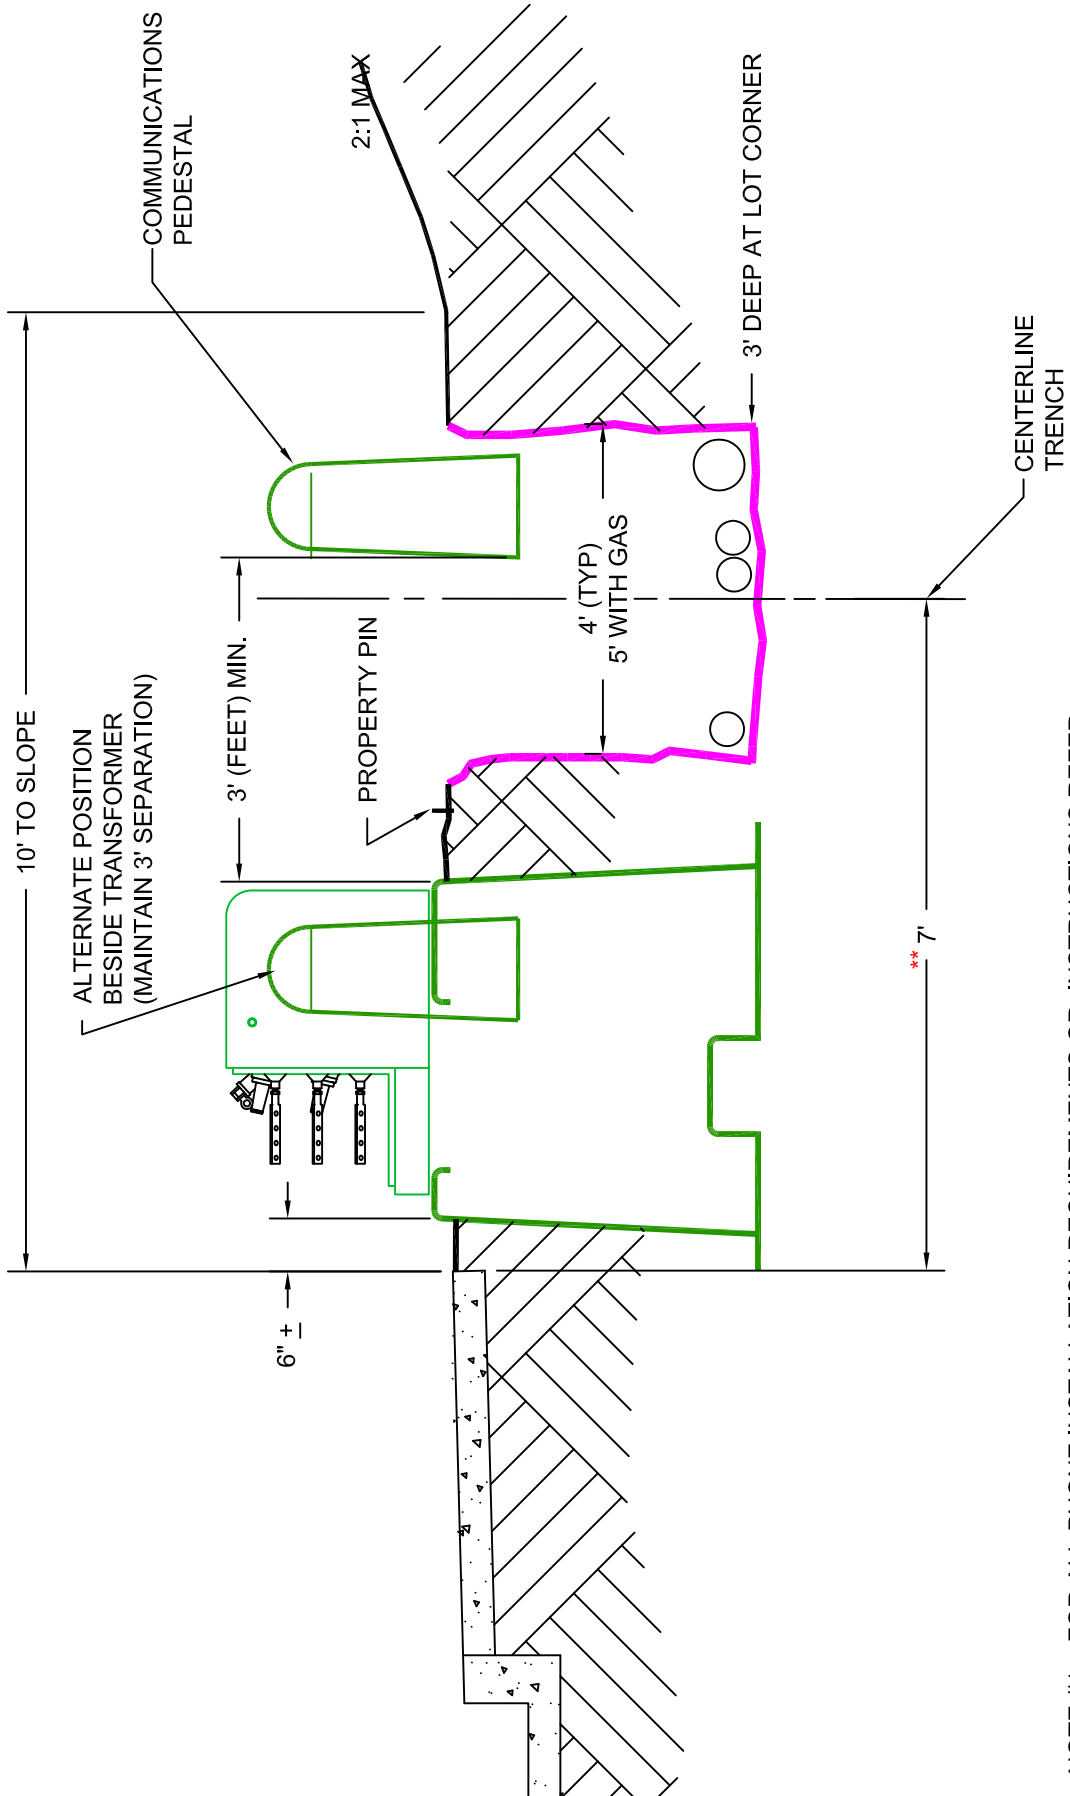 10' TO SLOPE
ALTERNATE POSITION
BESIDE TRANSFORMER
(MAINTAIN 3' SEPARATION)
COMMUNICATIONS
PEDESTAL
3' (FEET) MIN.
6" ±
PROPERTY PIN
2:1 MAX
4' (TYP)
5' WITH GAS
3' DEEP AT LOT CORNER
** 7'
CENTERLINE
TRENCH